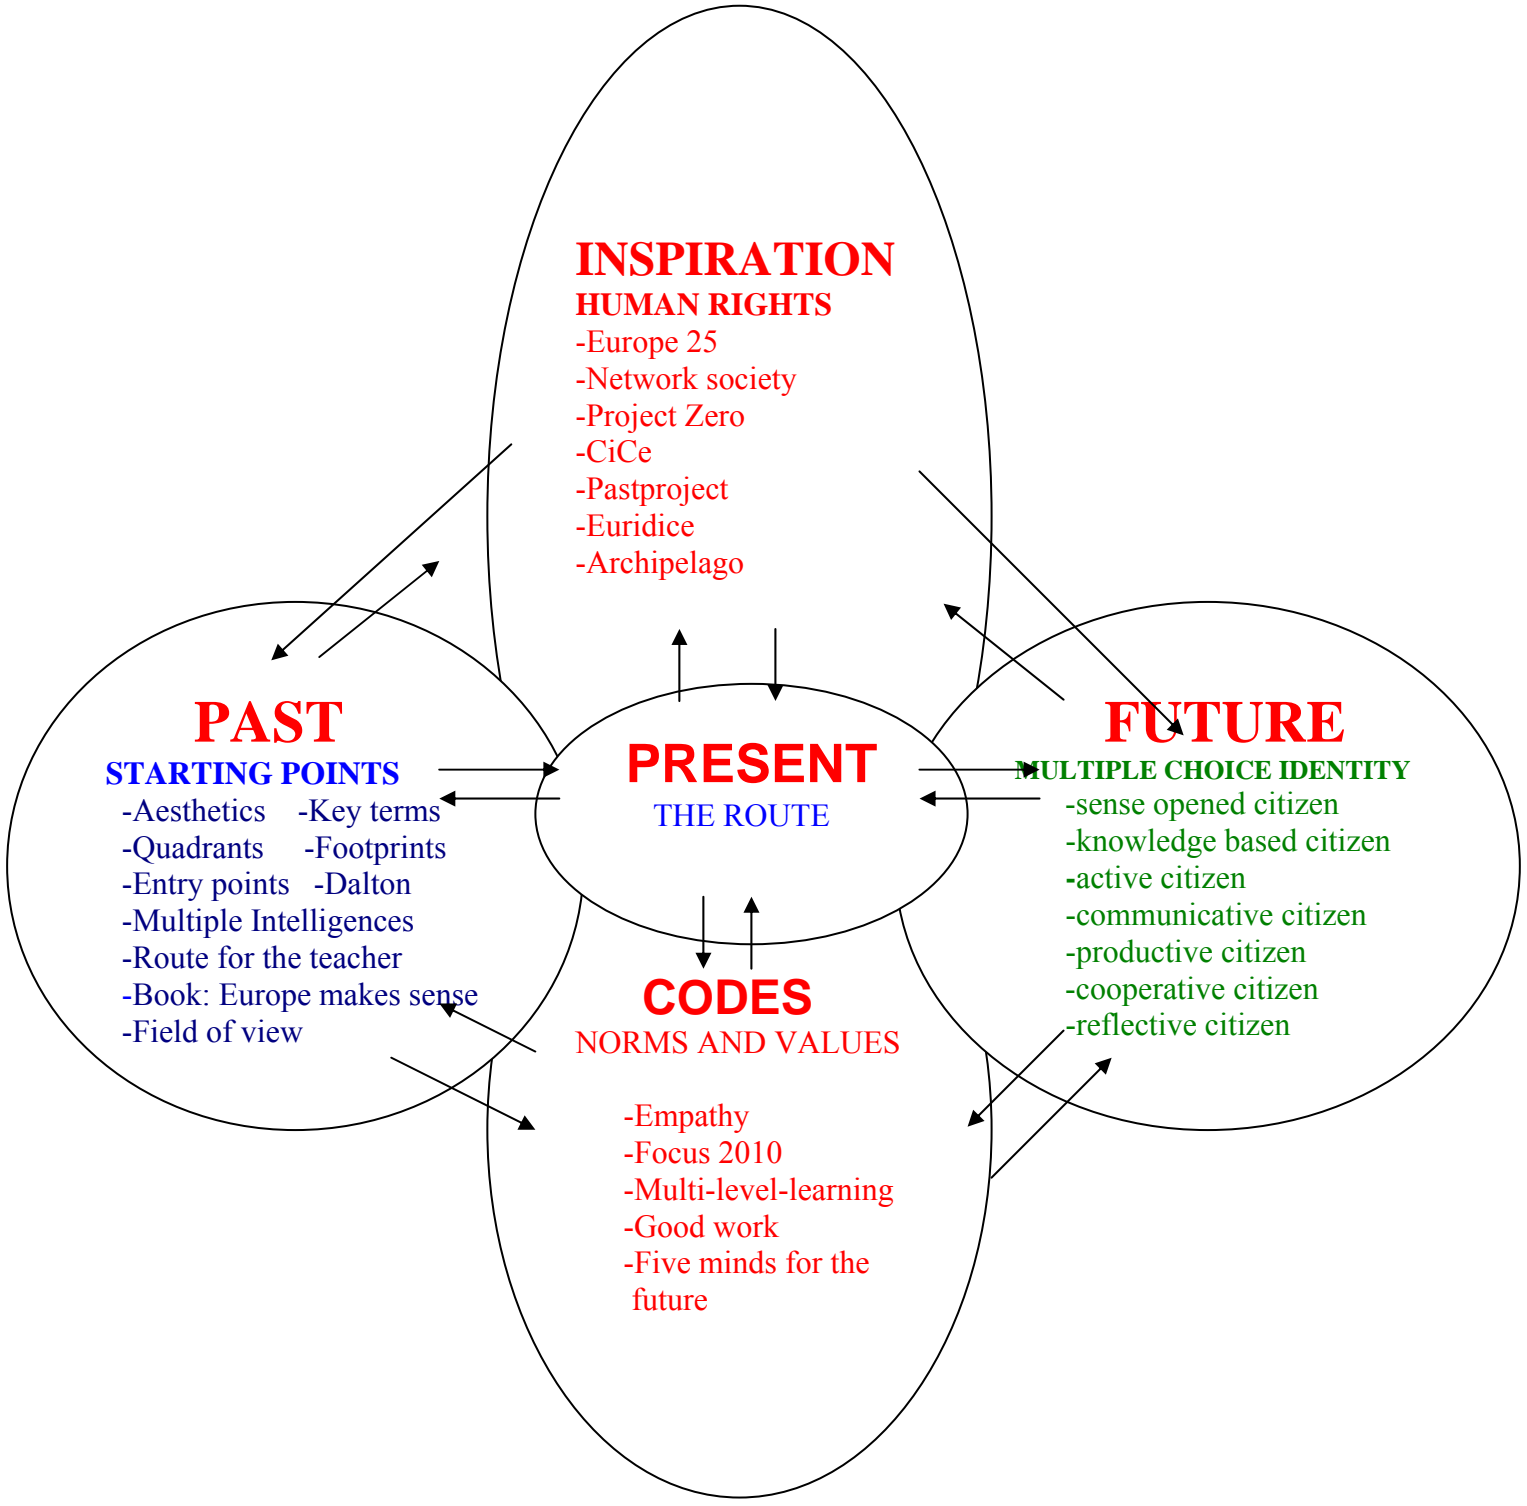 INSPIRATION
HUMAN RIGHTS
-Europe 25
-Network society
-Project Zero
-CiCe
-Pastproject
-Euridice
-Archipelago
PAST
STARTING POINTS
-Aesthetics -Key terms
-Quadrants -Footprints
-Entry points -Dalton
-Multiple Intelligences
-Route for the teacher
-Book: Europe makes sense
-Field of view
PRESENT
THE ROUTE
FUTURE
MULTIPLE CHOICE IDENTITY
-sense opened citizen
-knowledge based citizen
-active citizen
-communicative citizen
-productive citizen
-cooperative citizen
-reflective citizen
CODES
NORMS AND VALUES
-Empathy
-Focus 2010
-Multi-level-learning
-Good work
-Five minds for the
future